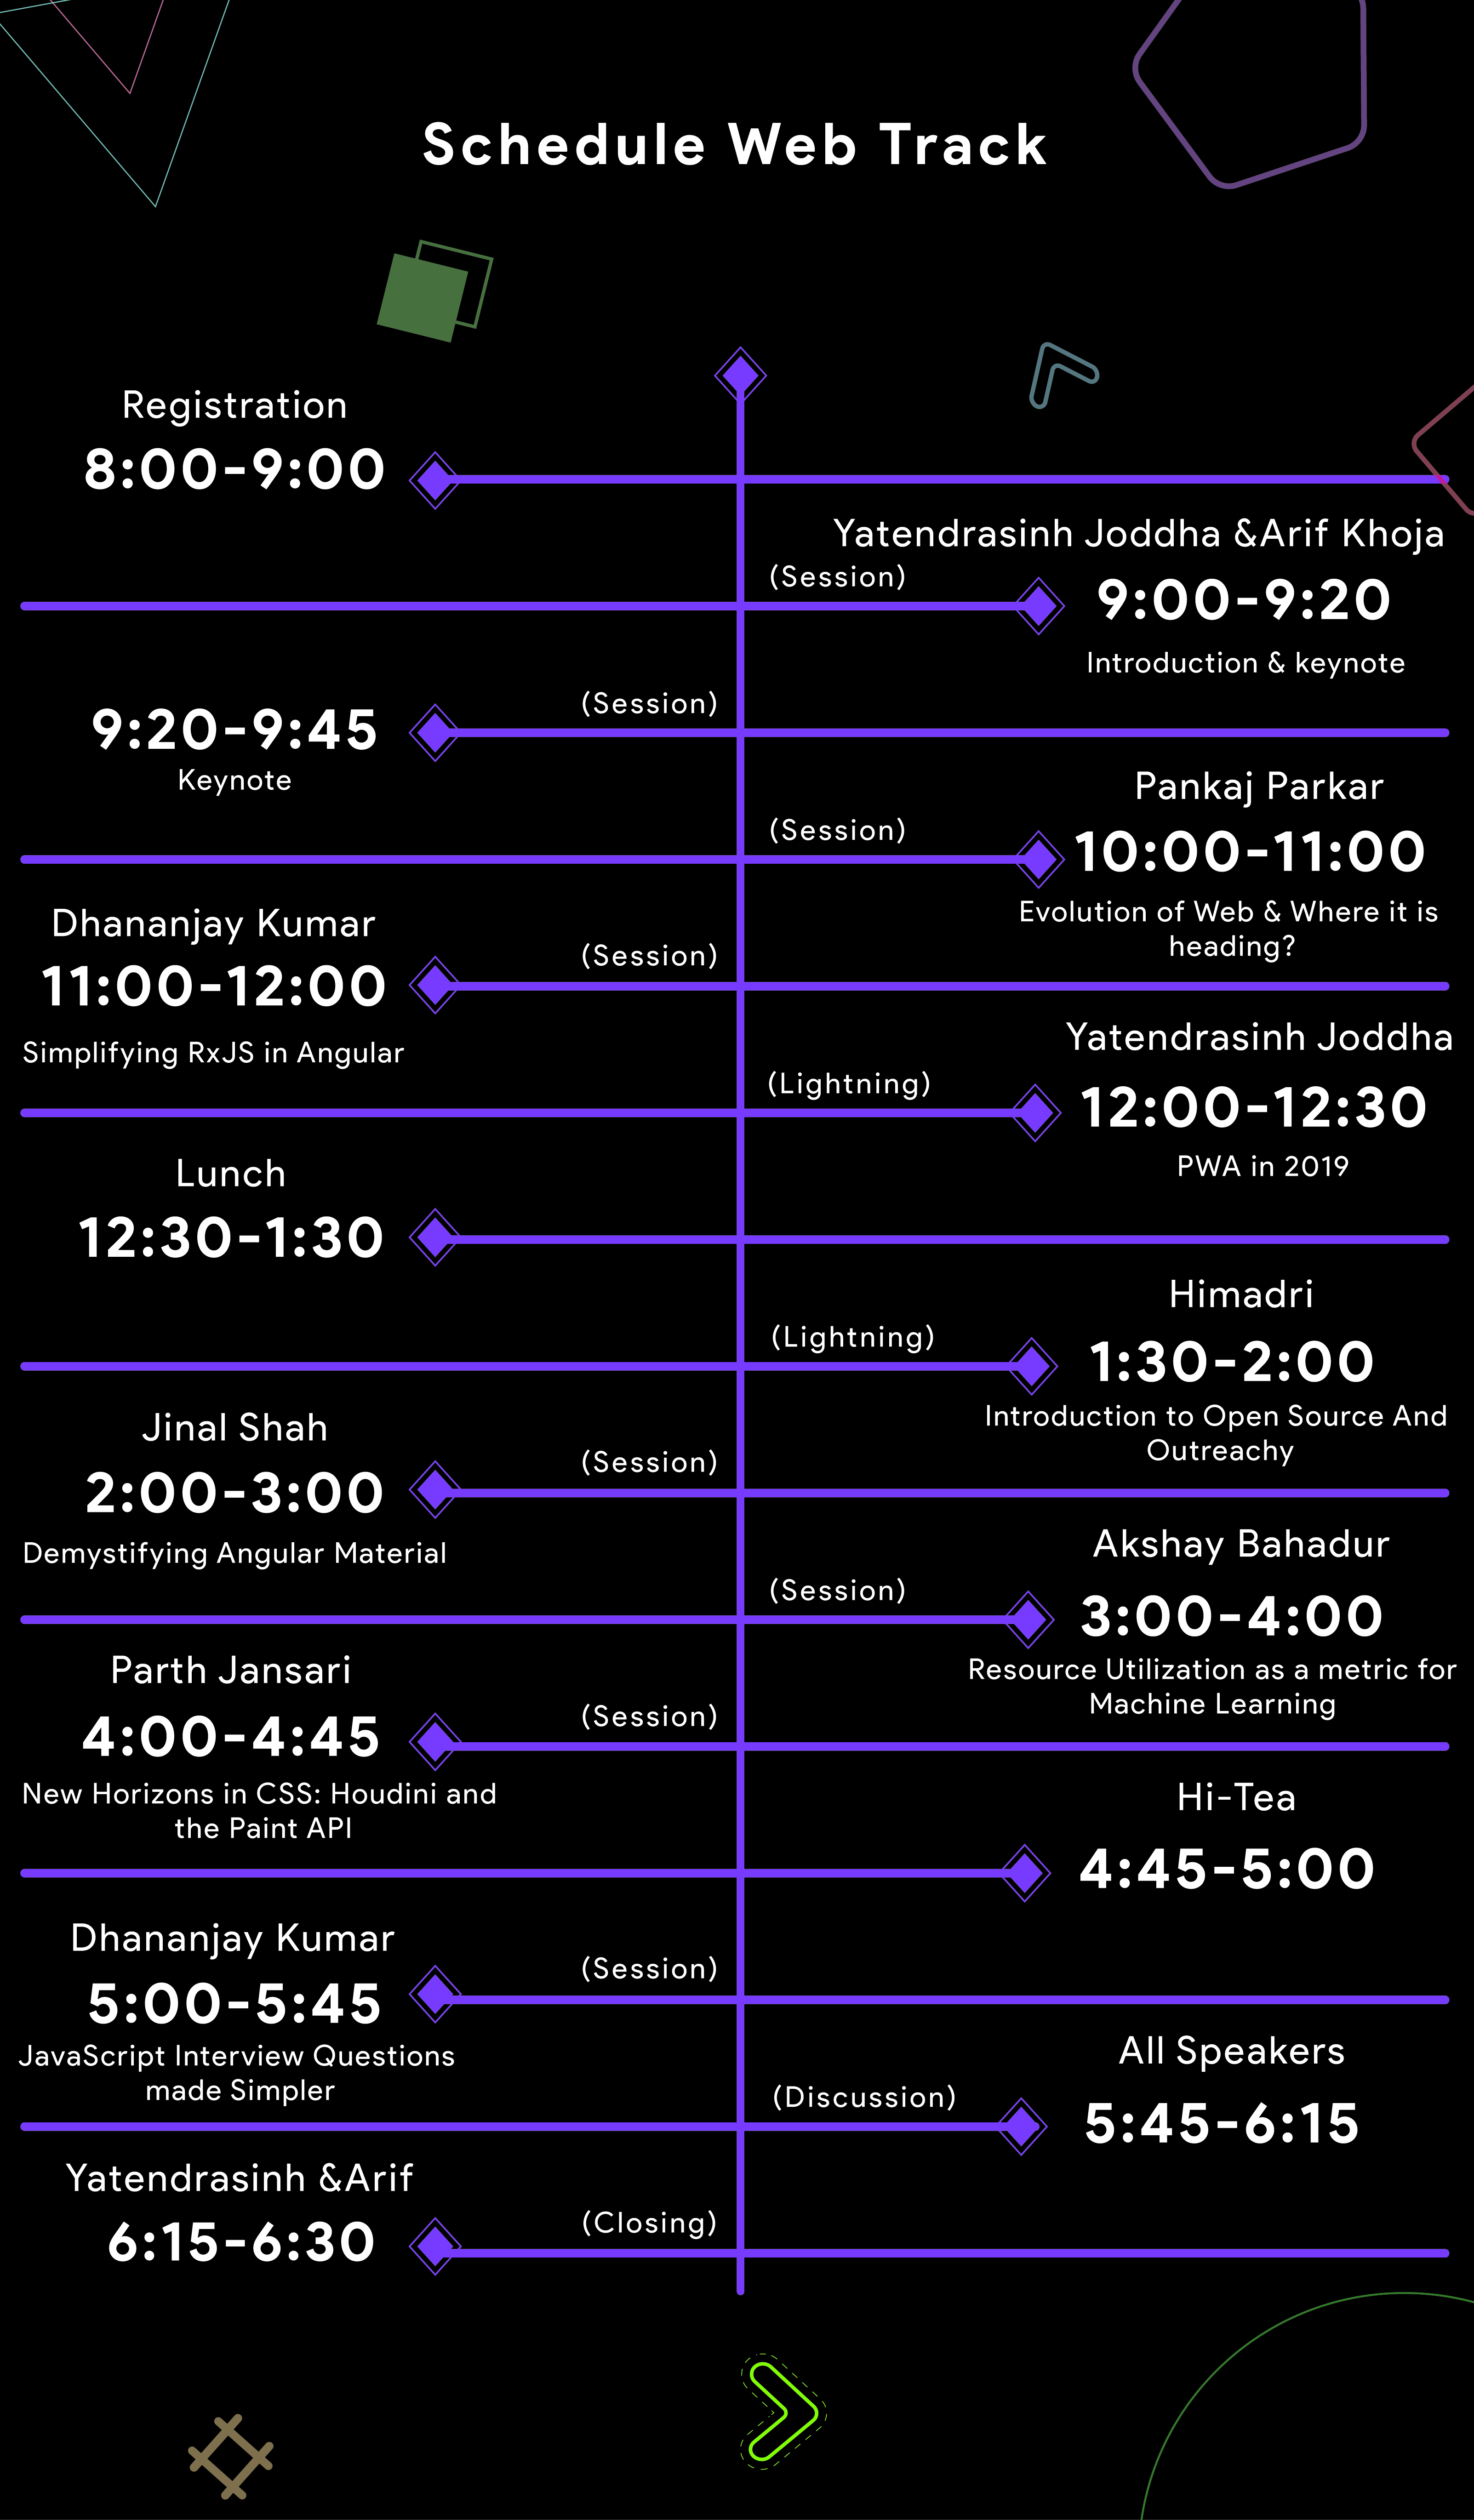 Schedule Web Track
Registration
8:00-9:00
Yatendrasinh Joddha &Arif Khoja
(Session)
9:00-9:20
Introduction & keynote
(Session)
9:20-9:45
Keynote
Pankaj Parkar
(Session)
10:00-11:00
Evolution of Web & Where it is
heading?
Dhananjay Kumar
(Session)
11:00-12:00
Simplifying RxJS in Angular
Yatendrasinh Joddha
(Lightning)
12:00-12:30
PWA in 2019
Lunch
12:30-1:30
Himadri
(Lightning)
1:30-2:00
Introduction to Open Source And
Outreachy
Jinal Shah
(Session)
2:00-3:00
Demystifying Angular Material
Akshay Bahadur
(Session)
3:00-4:00
Resource Utilization as a metric for
Machine Learning
Parth Jansari
(Session)
4:00-4:45
New Horizons in CSS: Houdini and
the Paint API
Hi-Tea
4:45-5:00
Dhananjay Kumar
(Session)
5:00-5:45
JavaScript Interview Questions
made Simpler
All Speakers
(Discussion)
5:45-6:15
Yatendrasinh &Arif
(Closing)
6:15-6:30